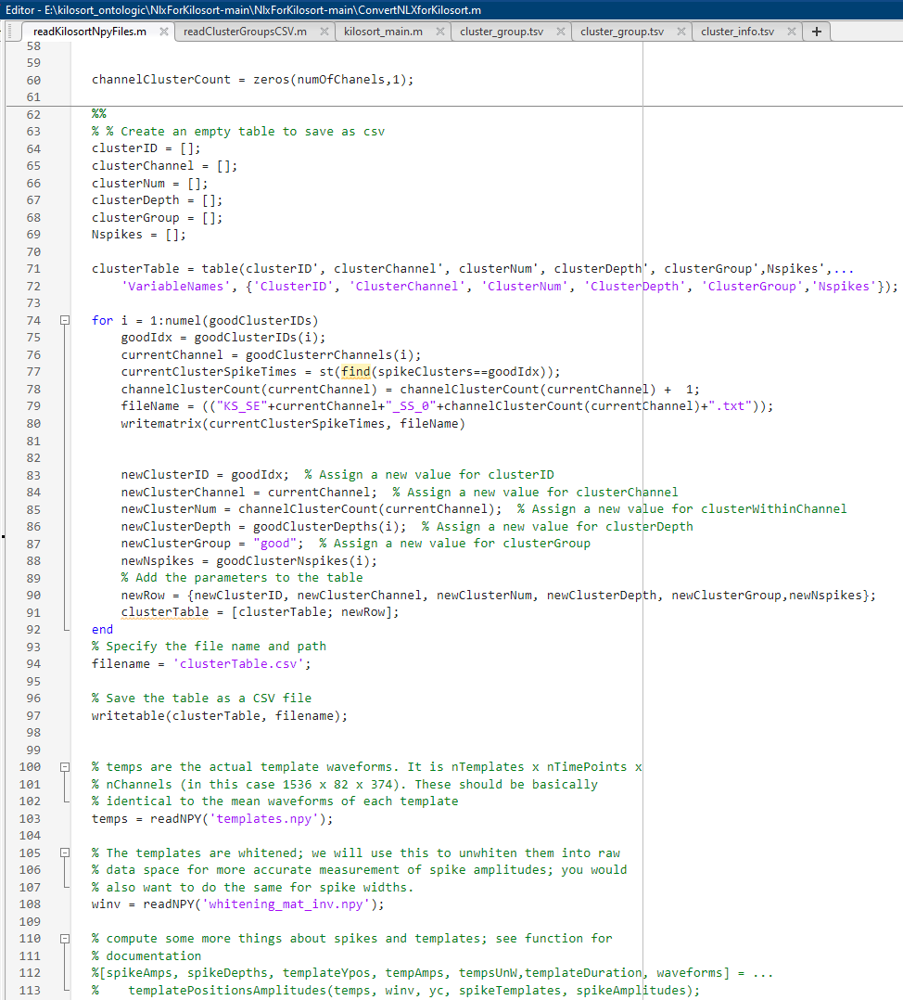 Editor - E:\kilosort_ontologic\NlxForKilosort-main\NlxForKilosort-main\ConvertNLXforKilosort.m
readKilosortNpyFiles.m × readClusterGroupsCSV.m × kilosort_main.m × cluster_group.tsv × cluster_group.tsv × cluster_info.tsv × +
58
59
60 channelClusterCount = zeros(numOfChanels,1);
61
62 %%
63 % % Create an empty table to save as csv
64 clusterID = [];
65 clusterChannel = [];
66 clusterNum = [];
67 clusterDepth = [];
68 clusterGroup = [];
69 Nspikes = [];
70
71 clusterTable = table(clusterID', clusterChannel', clusterNum', clusterDepth', clusterGroup',Nspikes',...
72 'VariableNames', {'ClusterID', 'ClusterChannel', 'ClusterNum', 'ClusterDepth', 'ClusterGroup','Nspikes'});
73
74 for i = 1:numel(goodClusterIDs)
75 goodIdx = goodClusterIDs(i);
76 currentChannel = goodClusterrChannels(i);
77 currentClusterSpikeTimes = st(find(spikeClusters==goodIdx));
78 channelClusterCount(currentChannel) = channelClusterCount(currentChannel) + 1;
79 fileName = (("KS_SE"+currentChannel+"_SS_0"+channelClusterCount(currentChannel)+".txt"));
80 writematrix(currentClusterSpikeTimes, fileName)
81
82
83 newClusterID = goodIdx; % Assign a new value for clusterID
84 newClusterChannel = currentChannel; % Assign a new value for clusterChannel
85 newClusterNum = channelClusterCount(currentChannel); % Assign a new value for clusterWithinChannel
86 newClusterDepth = goodClusterDepths(i); % Assign a new value for clusterDepth
87 newClusterGroup = "good"; % Assign a new value for clusterGroup
88 newNspikes = goodClusterNspikes(i);
89 % Add the parameters to the table
90 newRow = {newClusterID, newClusterChannel, newClusterNum, newClusterDepth, newClusterGroup,newNspikes};
91 clusterTable = [clusterTable; newRow];
92 end
93 % Specify the file name and path
94 filename = 'clusterTable.csv';
95
96 % Save the table as a CSV file
97 writetable(clusterTable, filename);
98
99
100 % temps are the actual template waveforms. It is nTemplates x nTimePoints x
101 % nChannels (in this case 1536 x 82 x 374). These should be basically
102 % identical to the mean waveforms of each template
103 temps = readNPY('templates.npy');
104
105 % The templates are whitened; we will use this to unwhiten them into raw
106 % data space for more accurate measurement of spike amplitudes; you would
107 % also want to do the same for spike widths.
108 winv = readNPY('whitening_mat_inv.npy');
109
110 % compute some more things about spikes and templates; see function for
111 % documentation
112 %[spikeAmps, spikeDepths, templateYpos, tempAmps, tempsUnW,templateDuration, waveforms] = ...
113 % templatePositionsAmplitudes(temps, winv, yc, spikeTemplates, spikeAmplitudes);